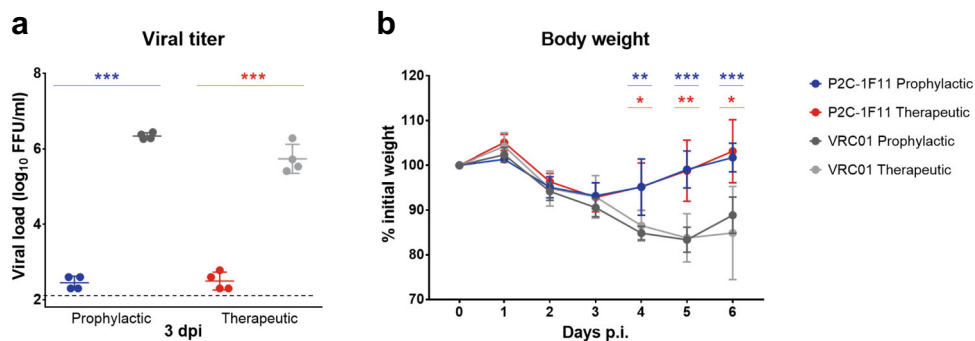 a
Viral titer
***
***
Viral load (log10 FFU/ml)
8
6
4
2
Prophylactic
Therapeutic
3 dpi
b
Body weight
**
***
***
*
**
*
% initial weight
120
110
100
90
80
70
0 1 2 3 4 5 6
Days p.i.
P2C-1F11 Prophylactic
P2C-1F11 Therapeutic
VRC01 Prophylactic
VRC01 Therapeutic